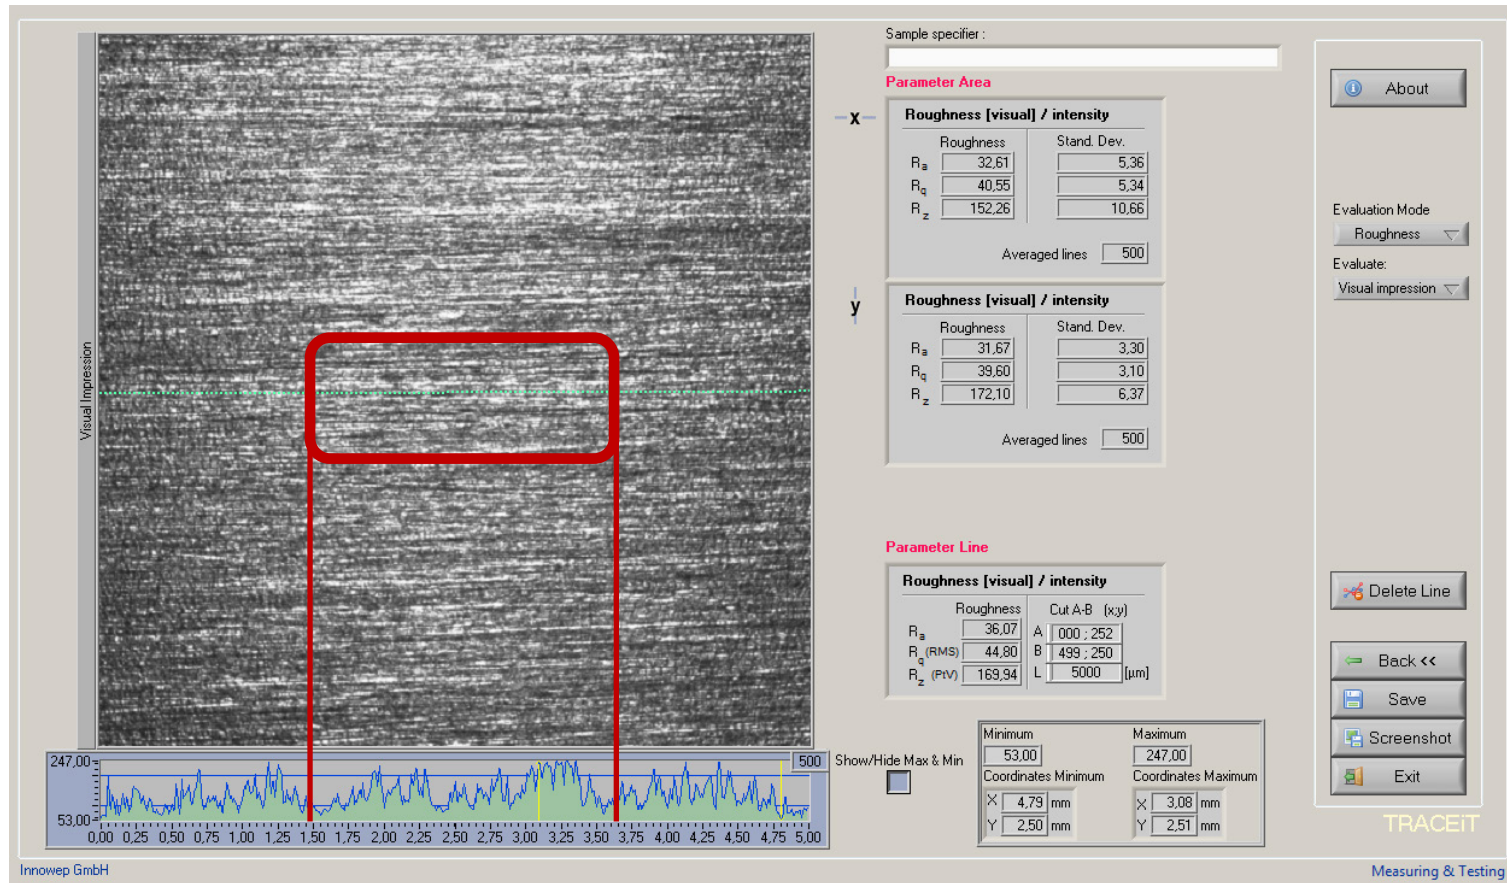 Sample specifier :
Parameter Area
About
x
Roughness [visual] / intensity
Roughness Stand. Dev.
Ra 32,61 5,36
Rq 40,55 5,34
Rz 152,26 10,66
Averaged lines 500
Evaluation Mode
Roughness
Evaluate:
Visual impression
y
Roughness [visual] / intensity
Roughness Stand. Dev.
Ra 31,67 3,30
Rq 39,60 3,10
Rz 172,10 6,37
Averaged lines 500
Visual Impression
Parameter Line
Roughness [visual] / intensity
Roughness Cut A-B (x;y)
Ra 36,07 A 000 ; 252
Rq (RMS) 44,80 B 499 ; 250
Rz (PtV) 169,94 L 5000 [µm]
Delete Line
Back <<
Save
Screenshot
Exit
247,00
500
53,00
0,00 0,25 0,50 0,75 1,00 1,25 1,50 1,75 2,00 2,25 2,50 2,75 3,00 3,25 3,50 3,75 4,00 4,25 4,50 4,75 5,00
Show/Hide Max & Min
Minimum Maximum
53,00 247,00
Coordinates Minimum Coordinates Maximum
X 4,79 mm X 3,08 mm
Y 2,50 mm Y 2,51 mm
TRACEiT
Innowep GmbH
Measuring & Testing